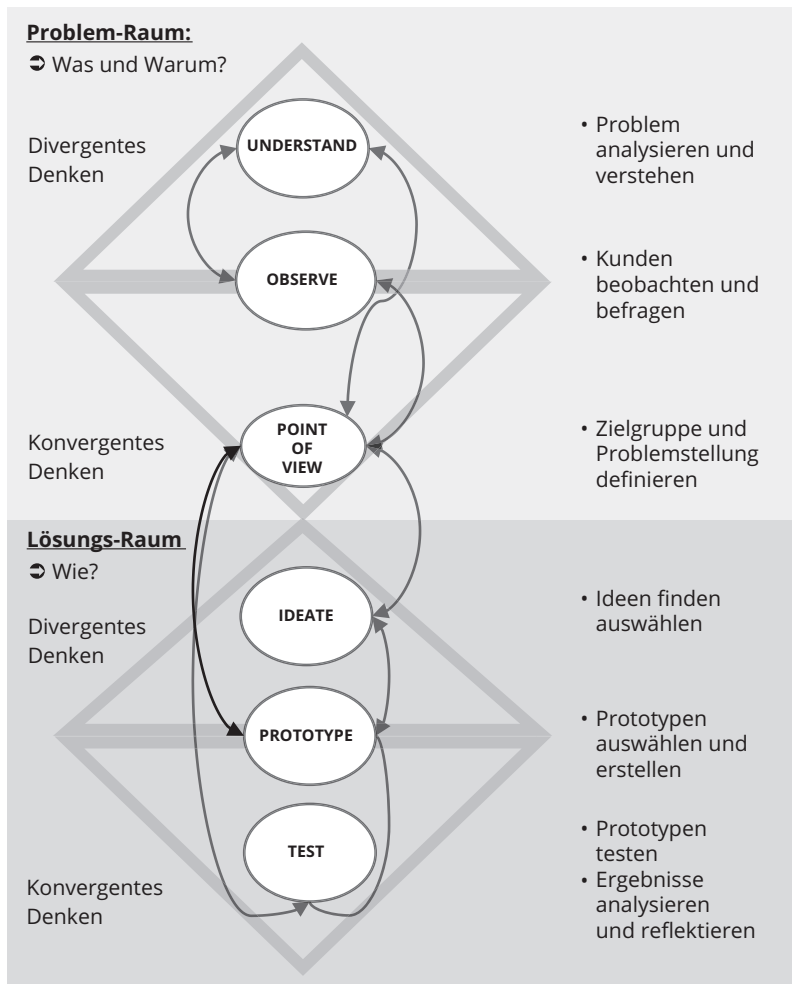 Problem-Raum:
➲ Was und Warum?
Divergentes
Denken
UNDERSTAND
• Problem
analysieren und
verstehen
OBSERVE
• Kunden
beobachten und
befragen
Konvergentes
Denken
POINT
OF
VIEW
• Zielgruppe und
Problemstellung
definieren
Lösungs-Raum
➲ Wie?
Divergentes
Denken
IDEATE
• Ideen finden
auswählen
PROTOTYPE
• Prototypen
auswählen und
erstellen
TEST
• Prototypen
testen
Konvergentes
Denken
• Ergebnisse
analysieren
und reflektieren